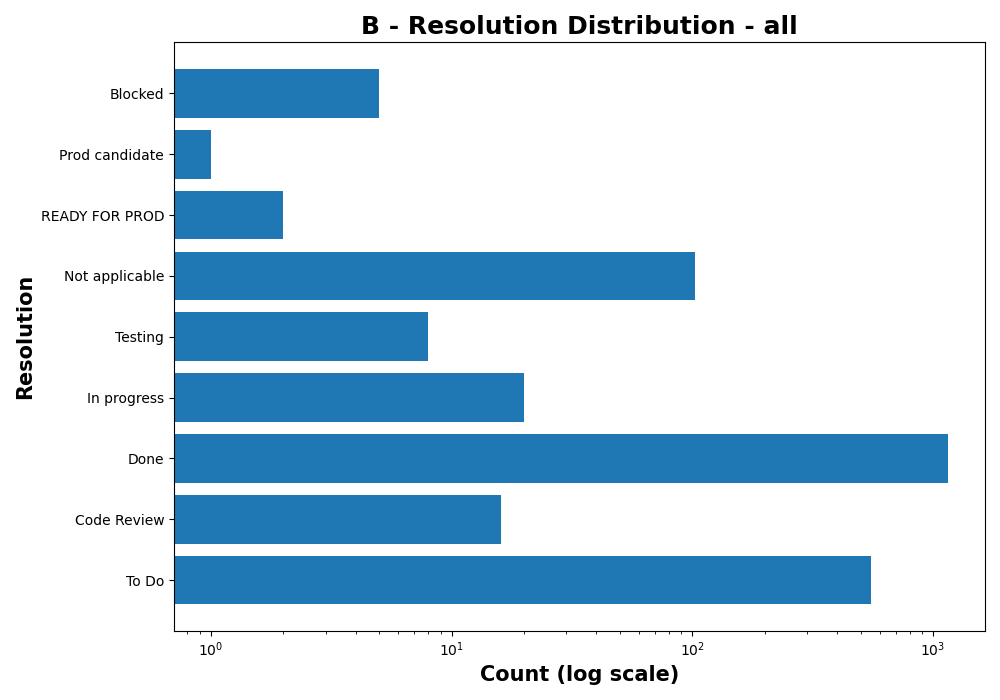 B - Resolution Distribution - all
Resolution
Blocked
Prod candidate
READY FOR PROD
Not applicable
Testing
In progress
Done
Code Review
To Do
10⁰ 10¹ 10² 10³
Count (log scale)